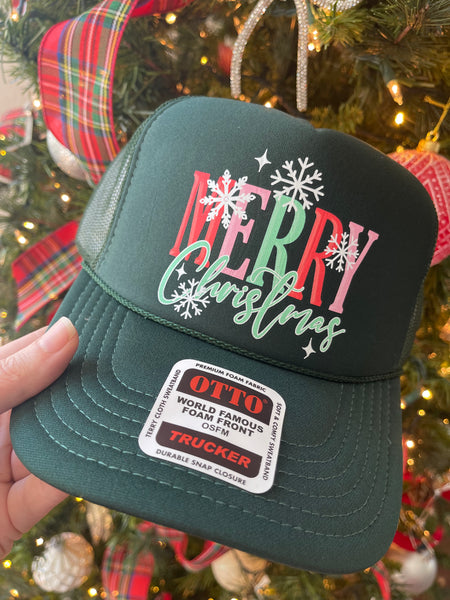 MERRY
Christmas
PREMIUM FOAM FABRIC
TERRY CLOTH SWEATBAND
SOFT & COMFY SWEATBAND
OTTO
WORLD FAMOUS
FOAM FRONT
OSFM
TRUCKER
DURABLE SNAP CLOSURE